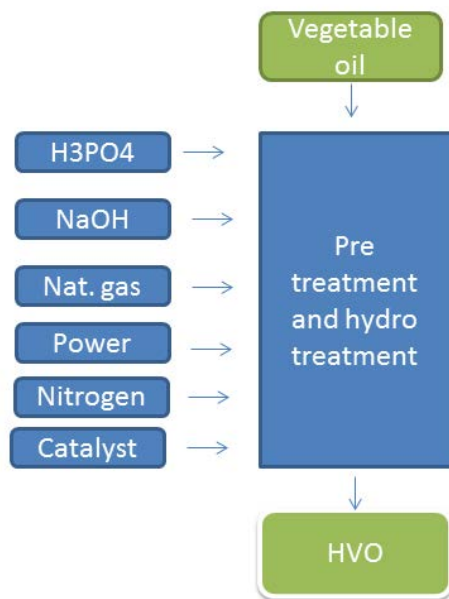 Vegetable
oil
H3PO4
NaOH
Nat. gas
Power
Nitrogen
Catalyst
Pre
treatment
and hydro
treatment
HVO